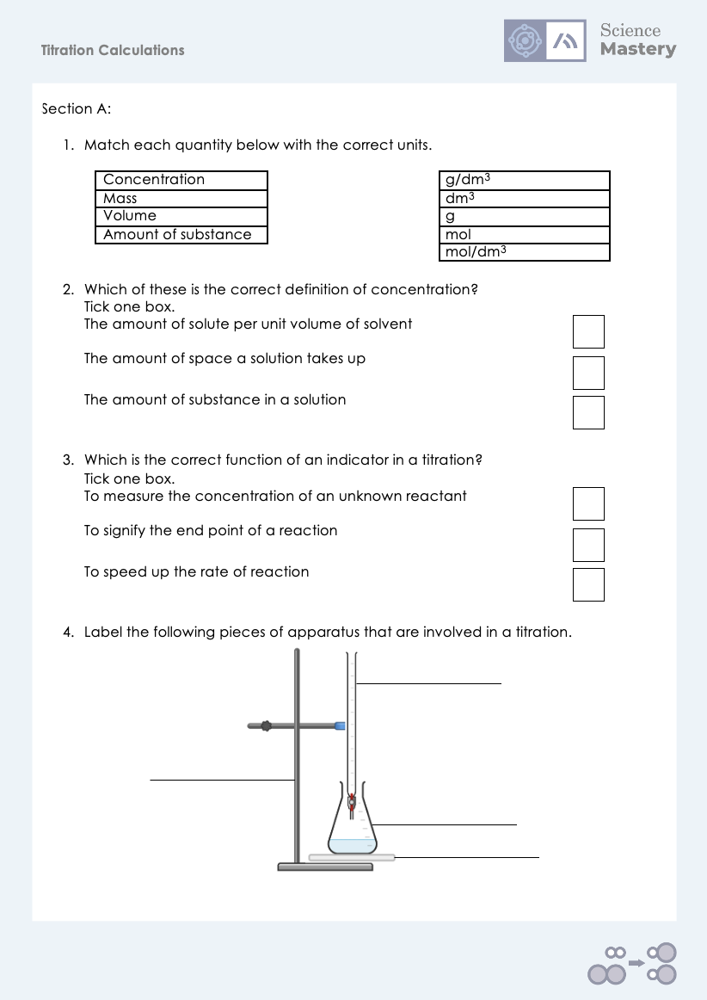 Titration Calculations
Science
Mastery
Section A:
1. Match each quantity below with the correct units.
Concentration
Mass
Volume
Amount of substance
g/dm³
dm³
g
mol
mol/dm³
2. Which of these is the correct definition of concentration?
Tick one box.
The amount of solute per unit volume of solvent
The amount of space a solution takes up
The amount of substance in a solution
3. Which is the correct function of an indicator in a titration?
Tick one box.
To measure the concentration of an unknown reactant
To signify the end point of a reaction
To speed up the rate of reaction
4. Label the following pieces of apparatus that are involved in a titration.